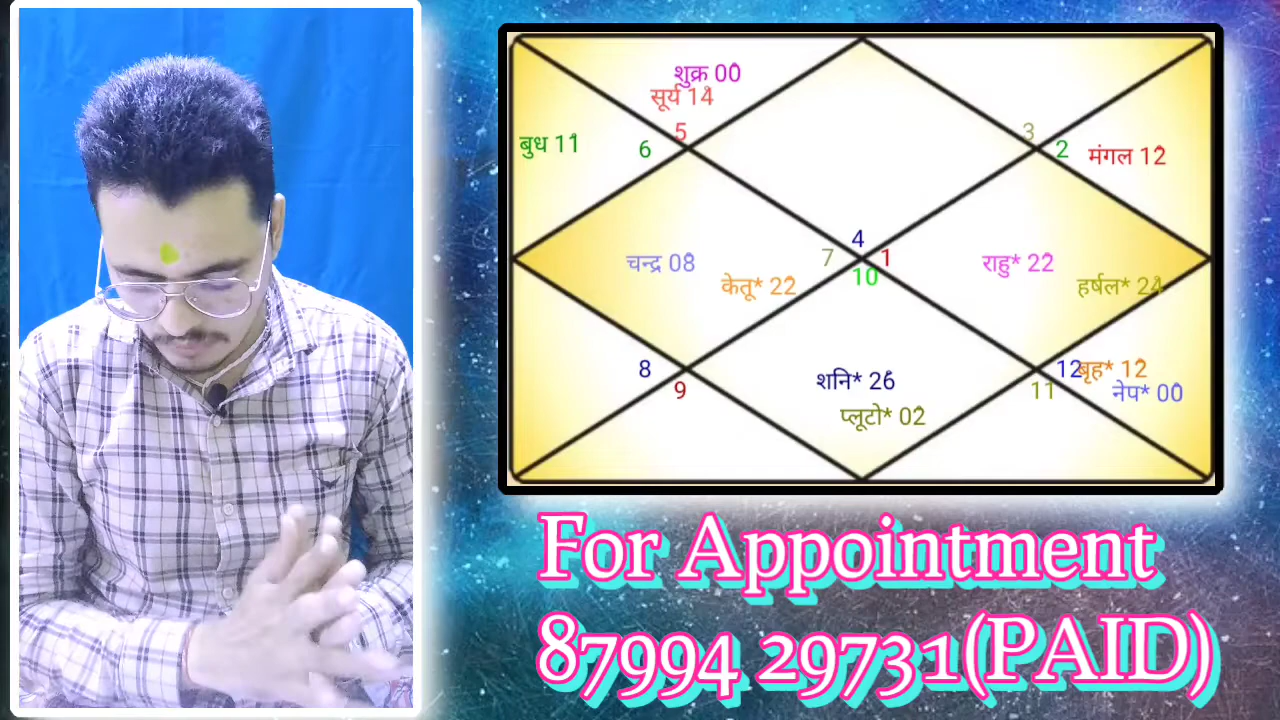 शुक्र 00
सूर्य 14
बुध 11
5
6
3
2
मंगल 12
4
7
1
10
चन्द्र 08
केतू* 22
राहु* 22
हर्षल* 24
8
9
शनि* 26
प्लूटो* 02
12
11
बृह* 12
नेप* 00
For Appointment
87994 29731(PAID)